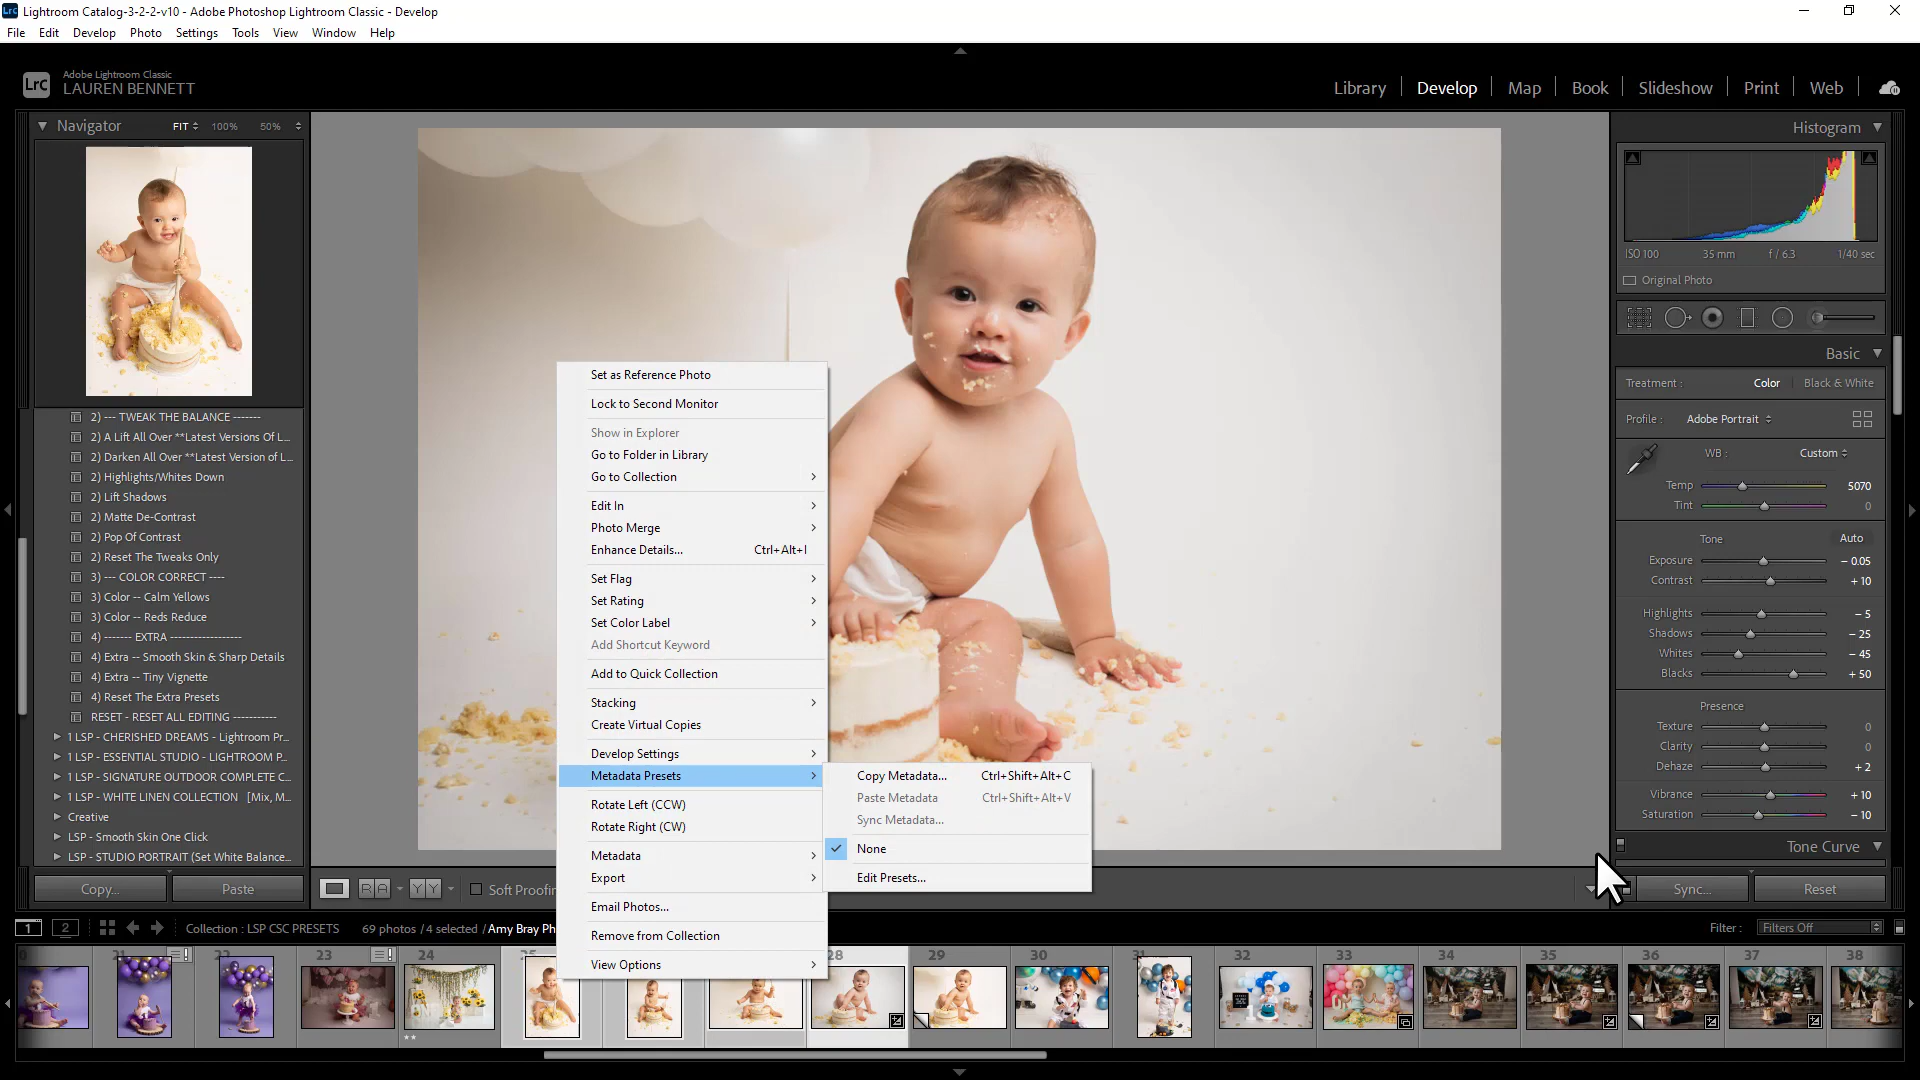 Lightroom Catalog-3-2-2-v10 - Adobe Photoshop Lightroom Classic - Develop
File Edit Develop Photo Settings Tools View Window Help
LrC
Adobe Lightroom Classic
LAUREN BENNETT
Library Develop Map Book Slideshow Print Web
Navigator FIT 100% 50%
2) --- TWEAK THE BALANCE -------
2) A Lift All Over **Latest Versions Of L...
2) Darken All Over **Latest Version of L...
2) Highlights/Whites Down
2) Lift Shadows
2) Matte De-Contrast
2) Pop Of Contrast
2) Reset The Tweaks Only
3) --- COLOR CORRECT ----
3) Color -- Calm Yellows
3) Color -- Reds Reduce
4) ------- EXTRA -------------------
4) Extra -- Smooth Skin & Sharp Details
4) Extra -- Tiny Vignette
4) Reset The Extra Presets
RESET - RESET ALL EDITING -----------
1 LSP - CHERISHED DREAMS - Lightroom Pr...
1 LSP - ESSENTIAL STUDIO - LIGHTROOM P...
1 LSP - SIGNATURE OUTDOOR COMPLETE C...
1 LSP - WHITE LINEN COLLECTION [Mix, M...
Creative
LSP - Smooth Skin One Click
LSP - STUDIO PORTRAIT (Set White Balance...
Copy... Paste
Set as Reference Photo
Lock to Second Monitor
Show in Explorer
Go to Folder in Library
Go to Collection
Edit In
Photo Merge
Enhance Details... Ctrl+Alt+I
Set Flag
Set Rating
Set Color Label
Add Shortcut Keyword
Add to Quick Collection
Stacking
Create Virtual Copies
Develop Settings
Metadata Presets
Rotate Left (CCW)
Rotate Right (CW)
Metadata
Export
Email Photos...
Remove from Collection
View Options
Copy Metadata... Ctrl+Shift+Alt+C
Paste Metadata Ctrl+Shift+Alt+V
Sync Metadata...
None
Edit Presets...
Histogram
ISO 100 35 mm f / 6.3 1/40 sec
Original Photo
Basic
Treatment : Color Black & White
Profile : Adobe Portrait
WB : Custom
Temp 5070
Tint 0
Tone Auto
Exposure - 0.05
Contrast + 10
Highlights - 5
Shadows - 25
Whites - 45
Blacks + 50
Presence
Texture 0
Clarity 0
Dehaze + 2
Vibrance + 10
Saturation - 10
Tone Curve
Sync... Reset
R A Y Y Soft Proofin
1 2 Collection : LSP CSC PRESETS 69 photos / 4 selected / Amy Bray Ph
Filter : Filters Off
23 24 28 29 30 32 33 34 35 36 37 38